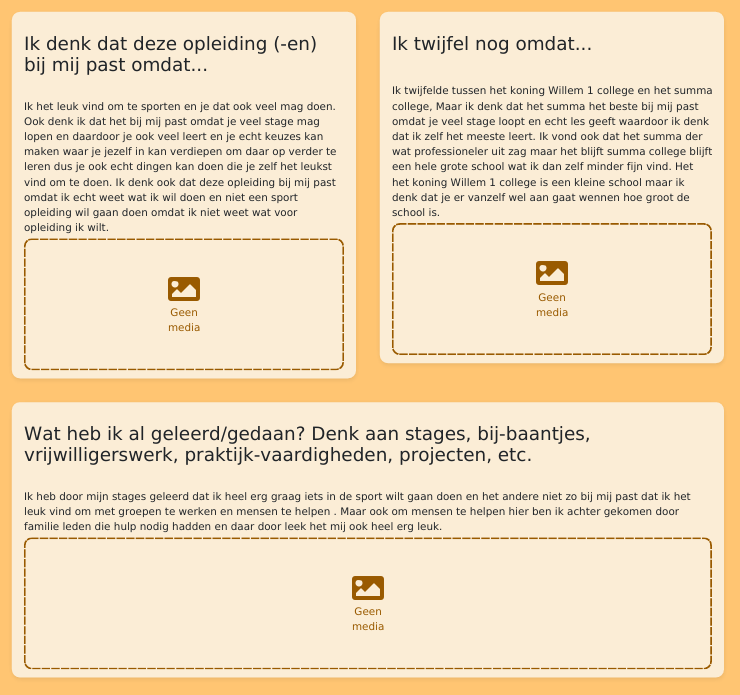 Ik denk dat deze opleiding (-en)
bij mij past omdat...
Ik het leuk vind om te sporten en je dat ook veel mag doen.
Ook denk ik dat het bij mij past omdat je veel stage mag
lopen en daardoor je ook veel leert en je echt keuzes kan
maken waar je jezelf in kan verdiepen om daar op verder te
leren dus je ook echt dingen kan doen die je zelf het leukst
vind om te doen. Ik denk ook dat deze opleiding bij mij past
omdat ik echt weet wat ik wil doen en niet een sport
opleiding wil gaan doen omdat ik niet weet wat voor
opleiding ik wilt.
Geen
media
Ik twijfel nog omdat...
Ik twijfelde tussen het koning Willem 1 college en het summa
college, Maar ik denk dat het summa het beste bij mij past
omdat je veel stage loopt en echt les geeft waardoor ik denk
dat ik zelf het meeste leert. Ik vond ook dat het summa der
wat professioneler uit zag maar het blijft summa college blijft
een hele grote school wat ik dan zelf minder fijn vind. Het
het koning Willem 1 college is een kleine school maar ik
denk dat je er vanzelf wel aan gaat wennen hoe groot de
school is.
Geen
media
Wat heb ik al geleerd/gedaan? Denk aan stages, bij-baantjes,
vrijwilligerswerk, praktijk-vaardigheden, projecten, etc.
Ik heb door mijn stages geleerd dat ik heel erg graag iets in de sport wilt gaan doen en het andere niet zo bij mij past dat ik het
leuk vind om met groepen te werken en mensen te helpen . Maar ook om mensen te helpen hier ben ik achter gekomen door
familie leden die hulp nodig hadden en daar door leek het mij ook heel erg leuk.
Geen
media